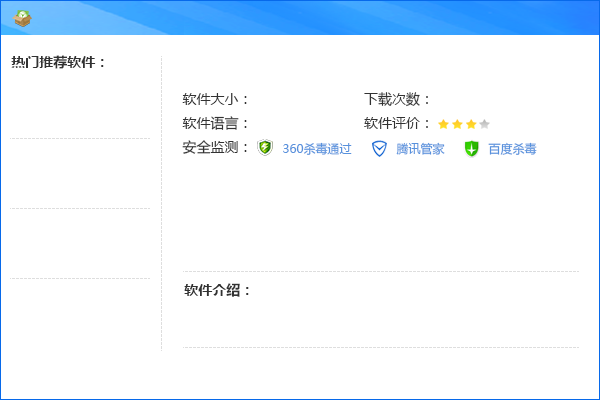 热门推荐软件：
软件大小： 下载次数：
软件语言： 软件评价：
安全监测： 360杀毒通过 腾讯管家 百度杀毒
软件介绍：